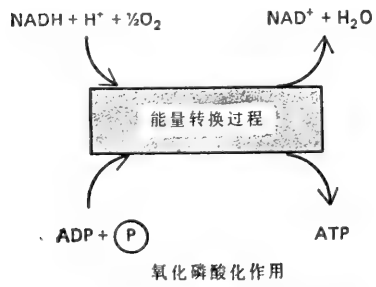 NADH + H⁺ + ½O₂ NAD⁺ + H₂O
能量转换过程
ADP + P ATP
氧化磷酸化作用